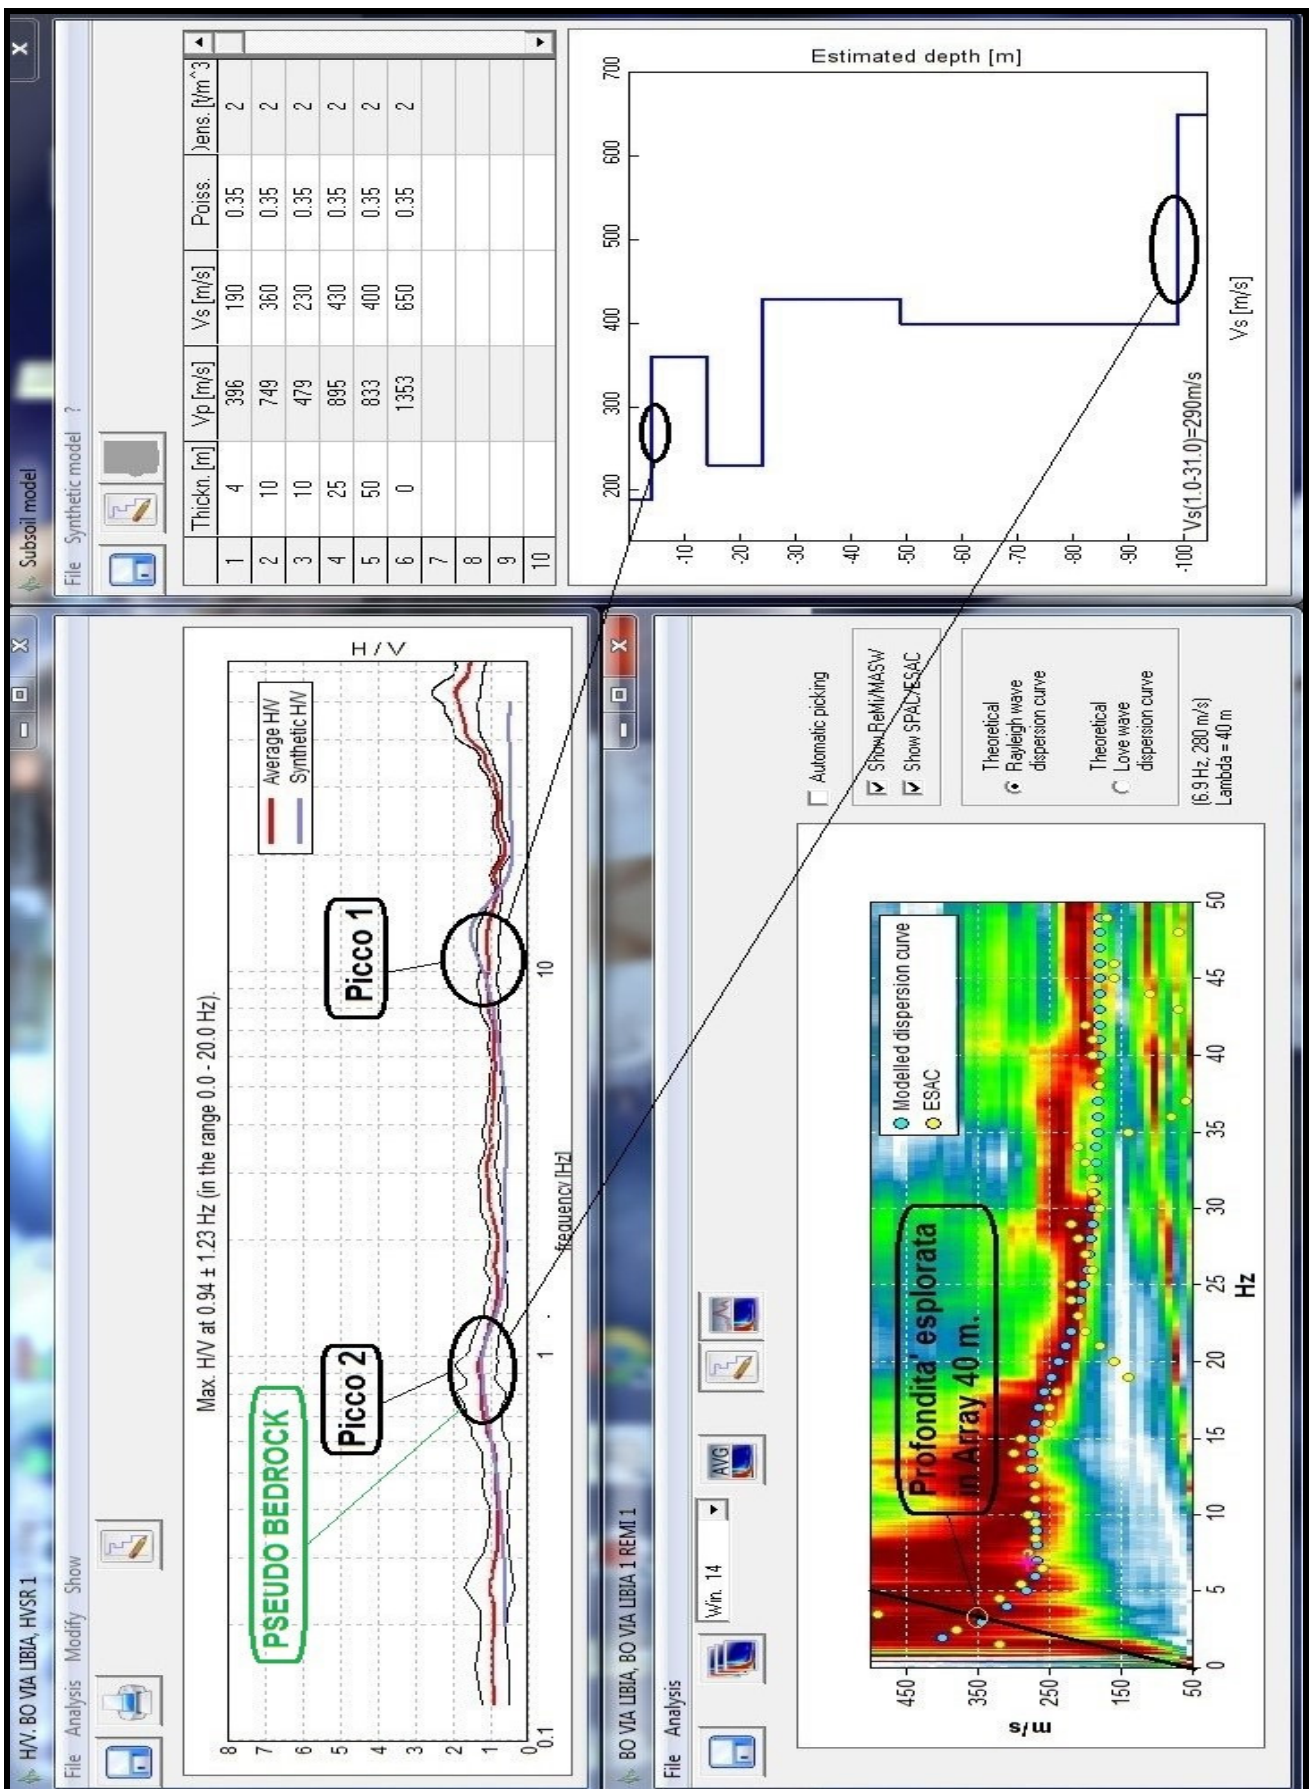 H/V. BO VIA LIBIA, HVSR 1
File Analysis Modify Show
Max. H/V at 0.94 ± 1.23 Hz (in the range 0.0 - 20.0 Hz).
8
7
6
5
4
3
2
1
0
0.1
1
10
frequency [Hz]
H / V
Average H/V
Synthetic H/V
PSEUDO BEDROCK
Picco 2
Picco 1
Subsoil model
File Synthetic model ?
Thickn. [m] Vp [m/s] Vs [m/s] Poiss. )ens. [t/m^3
1 4 396 190 0.35 2
2 10 749 360 0.35 2
3 10 479 230 0.35 2
4 25 895 430 0.35 2
5 50 833 400 0.35 2
6 0 1353 650 0.35 2
7
8
9
10
200 300 400 500 600 700
-10
-20
-30
-40
-50
-60
-70
-80
-90
-100
Vs(1.0-31.0)=290m/s
Vs [m/s]
Estimated depth [m]
BO VIA LIBIA, BO VIA LIBIA 1 REMI 1
File Analysis
Win. 14
AVG
450
350
250
150
50
m/s
0 5 10 15 20 25 30 35 40 45 50
Hz
Modelled dispersion curve
ESAC
Profondita' esplorata
in Array 40 m.
Automatic picking
Show ReMi/MASW
Show SPAC/ESAC
Theoretical
Rayleigh wave
dispersion curve
Theoretical
Love wave
dispersion curve
(6.9 Hz, 280 m/s)
Lambda = 40 m